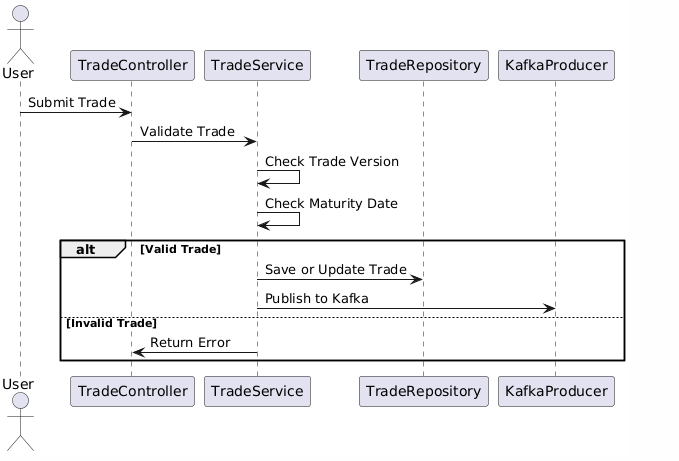 User
TradeController
TradeService
TradeRepository
KafkaProducer
Submit Trade
Validate Trade
Check Trade Version
Check Maturity Date
alt
[Valid Trade]
Save or Update Trade
Publish to Kafka
[Invalid Trade]
Return Error
User
TradeController
TradeService
TradeRepository
KafkaProducer